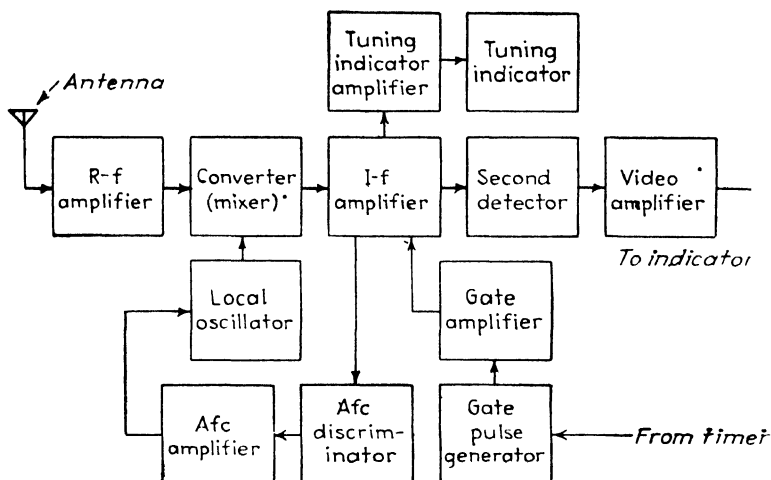 Tuning
indicator
amplifier
Tuning
indicator
Antenna
R-f
amplifier
Converter
(mixer)
I-f
amplifier
Second
detector
Video
amplifier
To indicator
Local
oscillator
Gate
amplifier
Afc
amplifier
Afc
discrim-
inator
Gate
pulse
generator
From timer